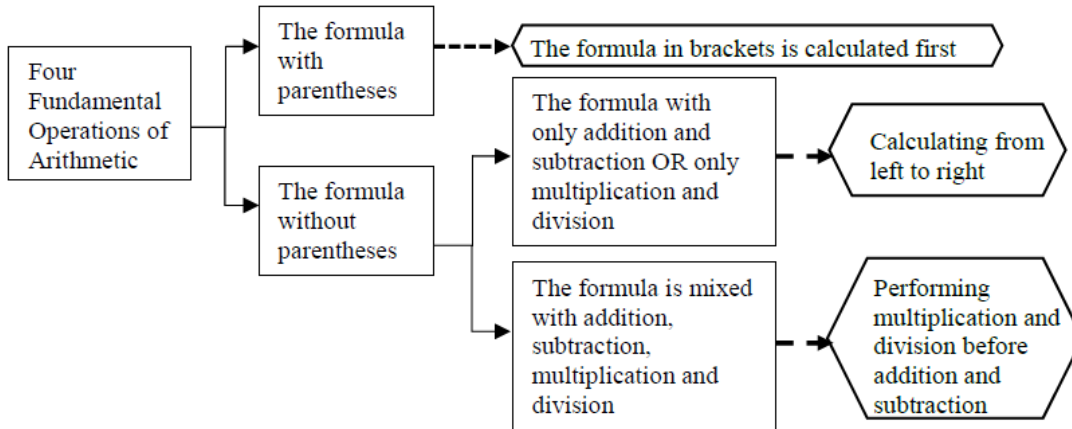 Four
Fundamental
Operations of
Arithmetic
The formula
with
parentheses
The formula in brackets is calculated first
The formula
without
parentheses
The formula with
only addition and
subtraction OR only
multiplication and
division
Calculating from
left to right
The formula is mixed
with addition,
subtraction,
multiplication and
division
Performing
multiplication and
division before
addition and
subtraction